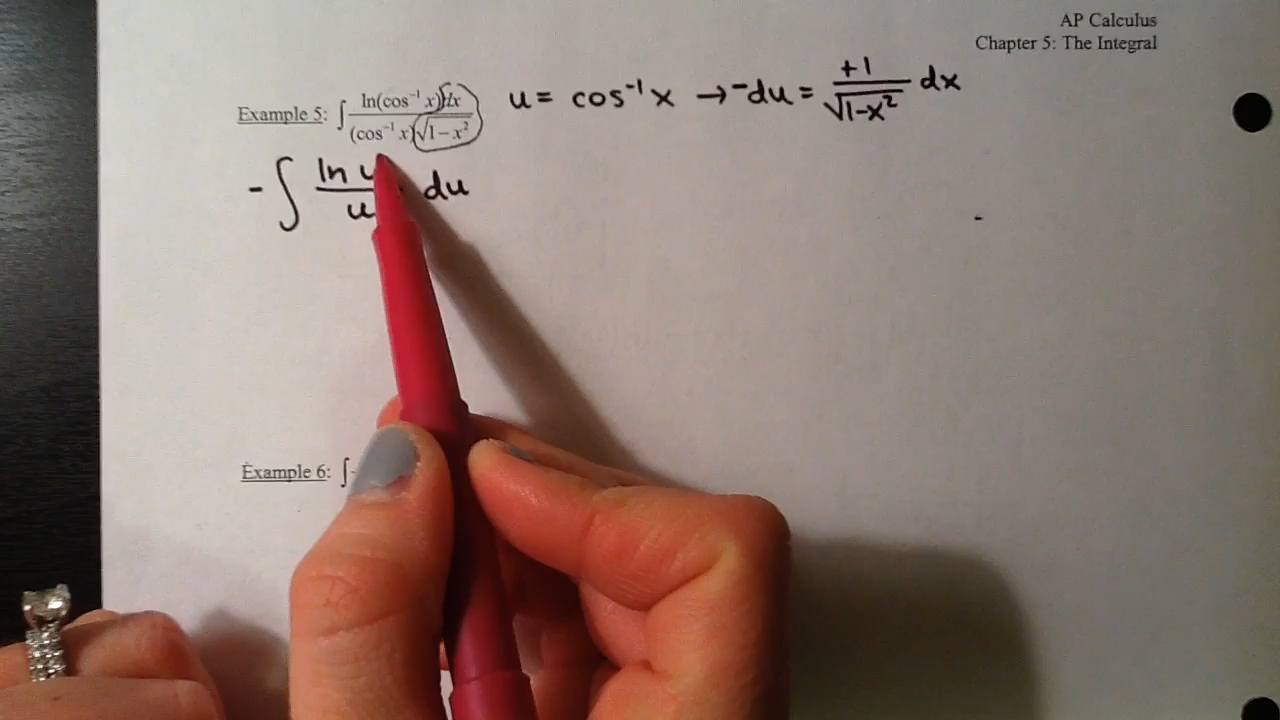 AP Calculus
Chapter 5: The Integral
Example 5: ∫ ln(cos⁻¹ x) dx / (cos⁻¹ x)√1−x² u = cos⁻¹x → -du = +1/√1-x² dx
-∫ ln u / u du
Example 6: ∫